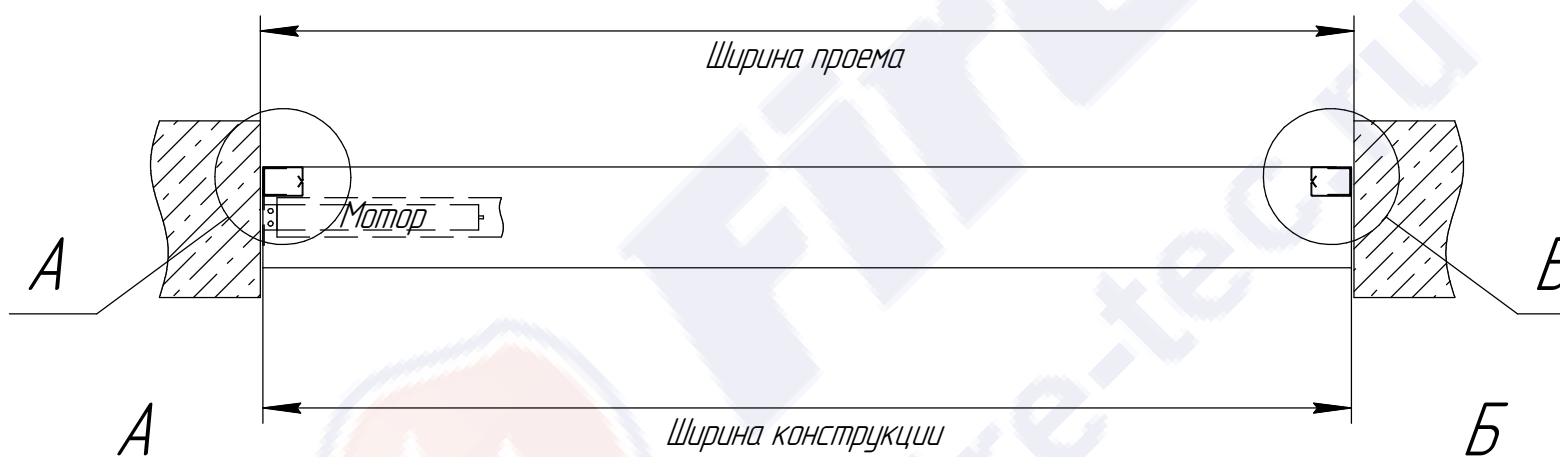 Ширина проема
Мотор
А
Ширина конструкции
А
Б